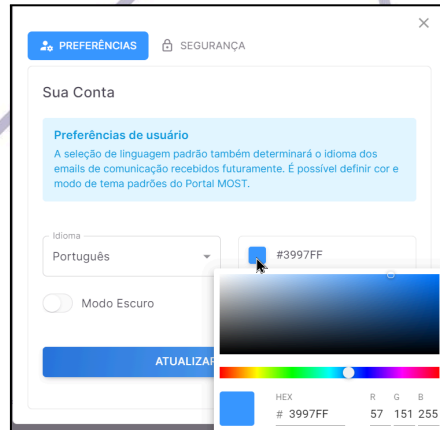 PREFERÊNCIAS
SEGURANÇA
Sua Conta
Preferências de usuário
A seleção de linguagem padrão também determinará o idioma dos
emails de comunicação recebidos futuramente. É possível definir cor e
modo de tema padrões do Portal MOST.
Idioma
Português
#3997FF
Modo Escuro
ATUALIZAR
HEX R G B
# 3997FF 57 151 255